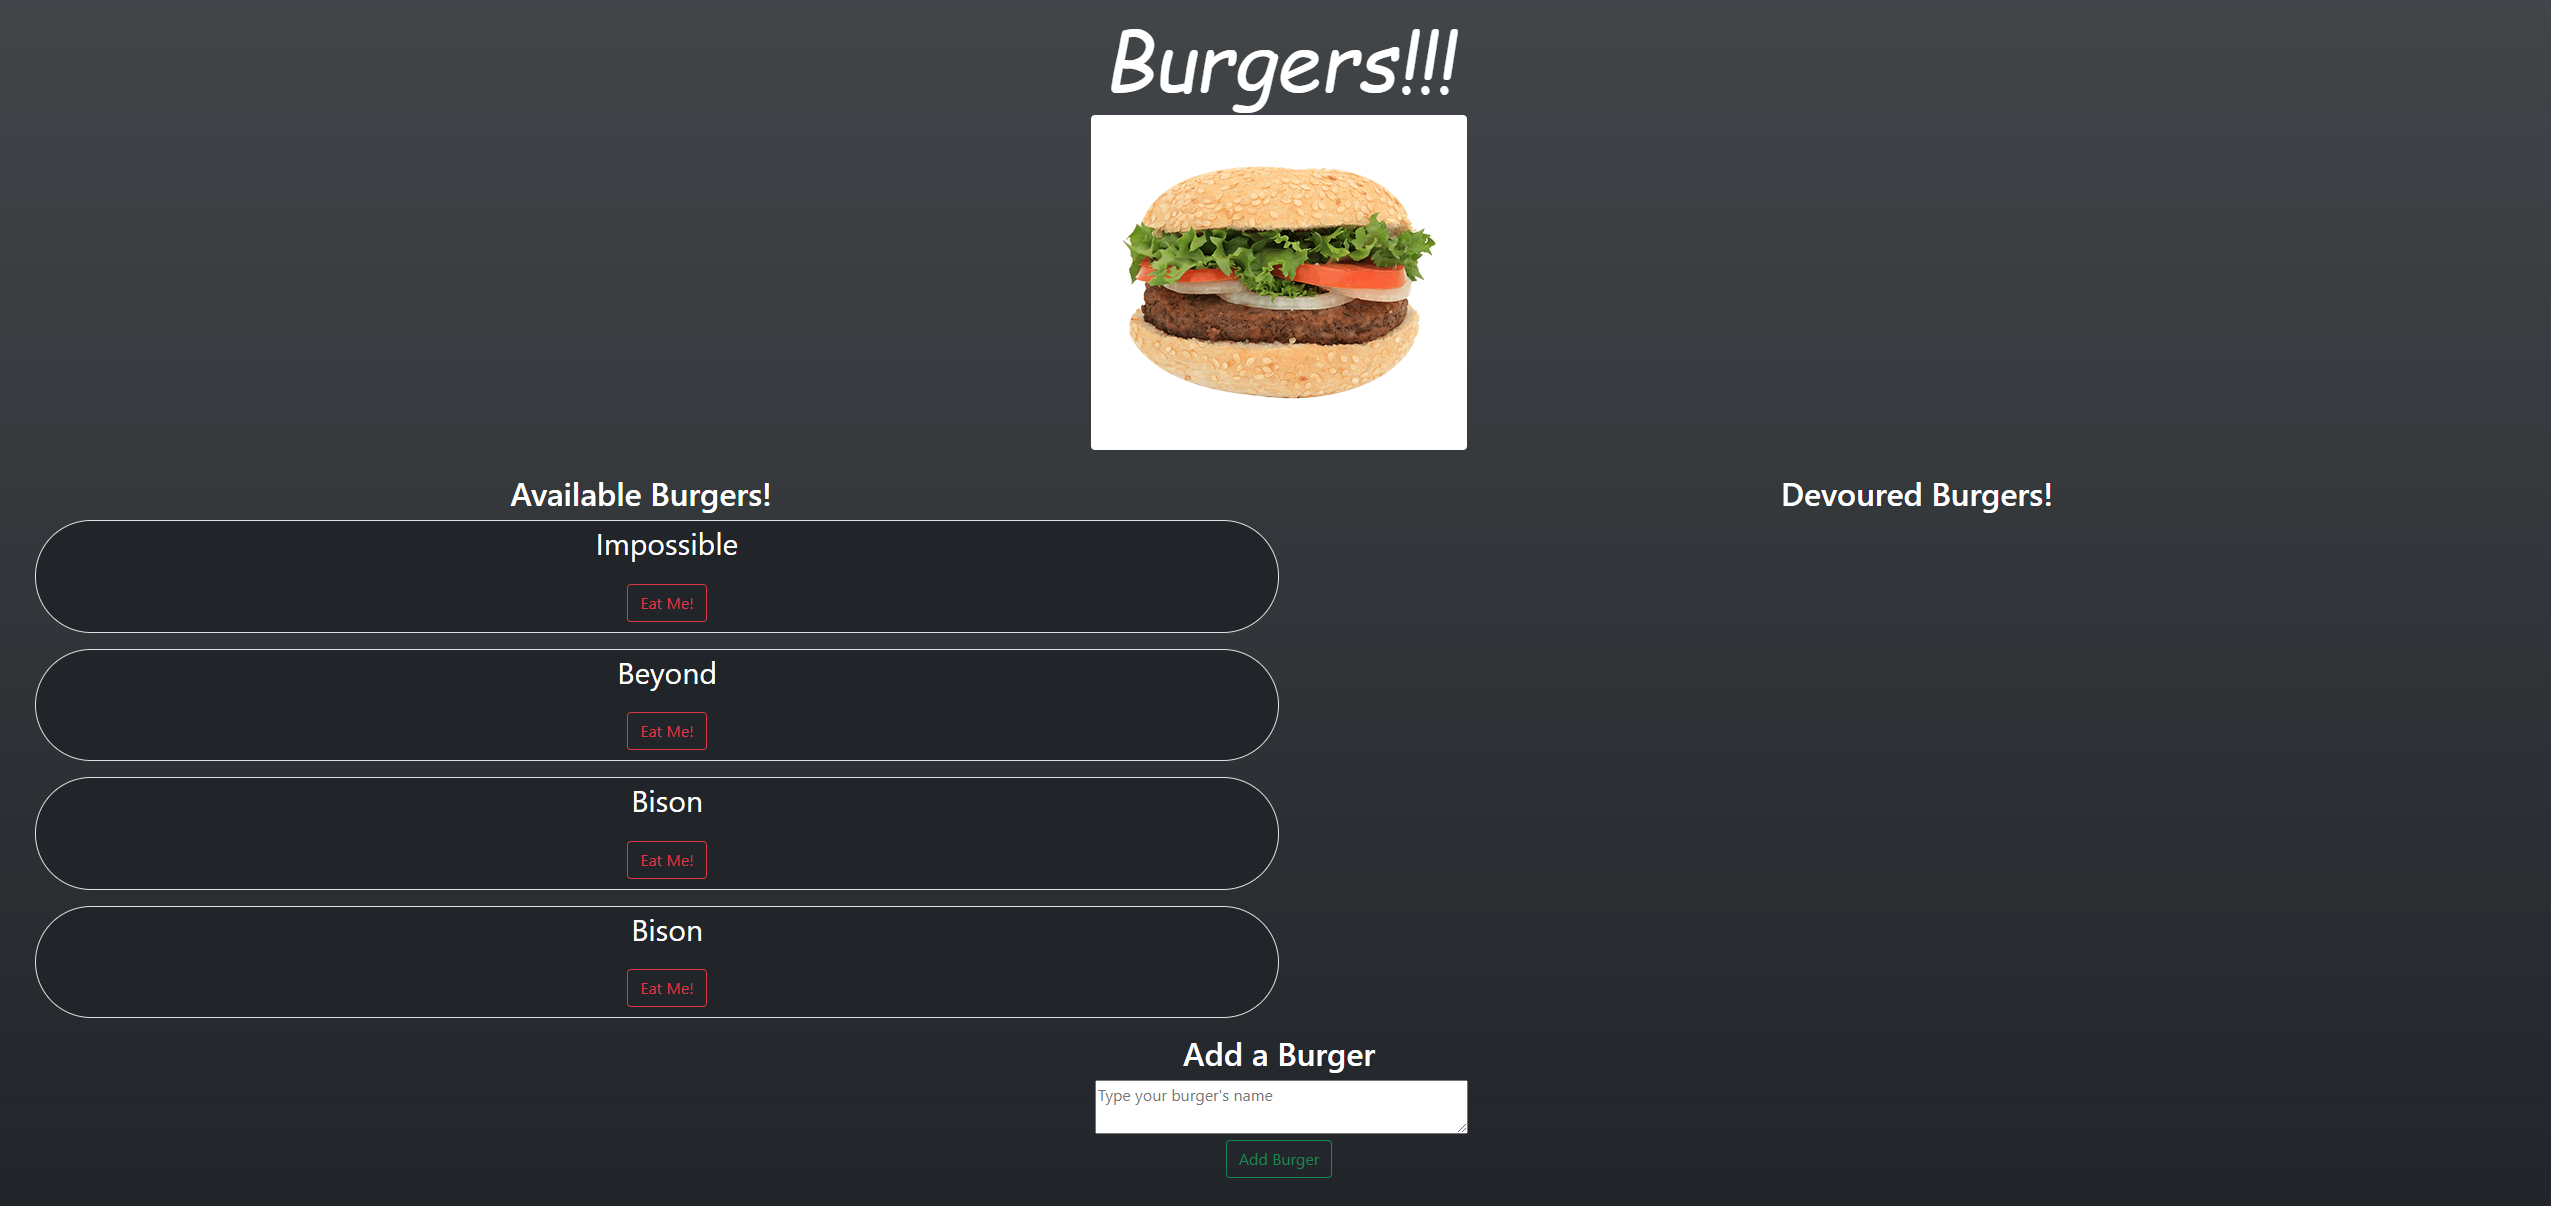 Burgers!!!
Available Burgers!
Devoured Burgers!
Impossible
Eat Me!
Beyond
Eat Me!
Bison
Eat Me!
Bison
Eat Me!
Add a Burger
Type your burger's name
Add Burger